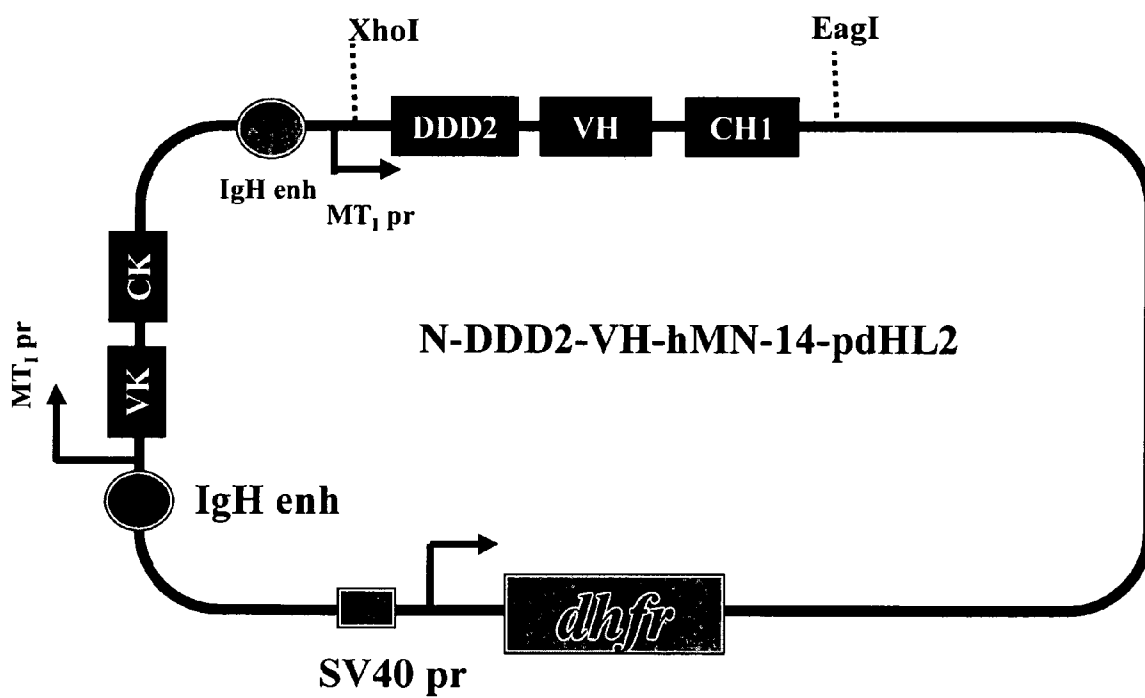 XhoI
EagI
DDD2
VH
CH1
IgH enh
MT₁ pr
CK
VK
MT₁ pr
N-DDD2-VH-hMN-14-pdHL2
IgH enh
dhfr
SV40 pr